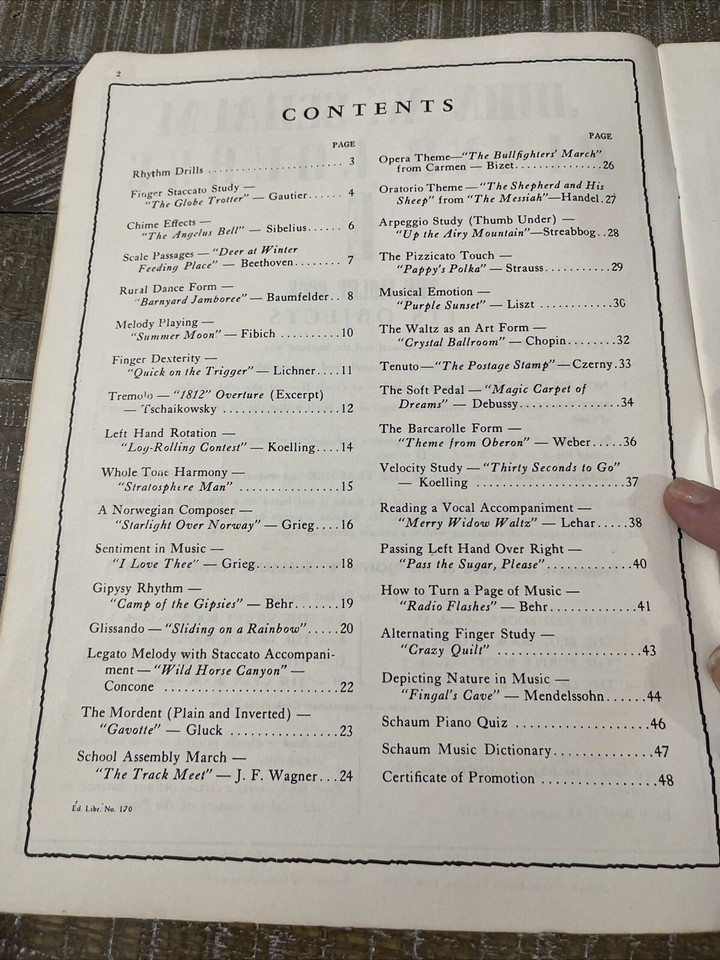 2
CONTENTS
PAGE
Rhythm Drills ........................ 3
Finger Staccato Study —
"The Globe Trotter" — Gautier..... 4
Chime Effects —
"The Angelus Bell" — Sibelius...... 6
Scale Passages — "Deer at Winter
Feeding Place" — Beethoven........ 7
Rural Dance Form —
"Barnyard Jamboree" — Baumfelder.. 8
Melody Playing —
"Summer Moon" — Fibich ..........10
Finger Dexterity —
"Quick on the Trigger" — Lichner....11
Tremolo — "1812" Overture (Excerpt)
— Tschaikowsky ..................12
Left Hand Rotation —
"Log-Rolling Contest" — Koelling....14
Whole Tone Harmony —
"Stratosphere Man" ...............15
A Norwegian Composer —
"Starlight Over Norway" — Grieg....16
Sentiment in Music —
"I Love Thee" — Grieg.............18
Gipysy Rhythm —
"Camp of the Gipsies" — Behr.......19
Glissando — "Sliding on a Rainbow".....20
Legato Melody with Staccato Accompani-
ment — "Wild Horse Canyon" —
Concone ..........................22
The Mordent (Plain and Inverted) —
"Gavotte" — Gluck ................23
School Assembly March —
"The Track Meet" — J. F. Wagner...24
Ed. Libr. No. 170
PAGE
Opera Theme—"The Bullfighters' March"
from Carmen — Bizet.................26
Oratorio Theme — "The Shepherd and His
Sheep" from "The Messiah"—Handel.27
Arpeggio Study (Thumb Under) —
"Up the Airy Mountain"—Streabbog..28
The Pizzicato Touch —
"Pappy's Polka" — Strauss...........29
Musical Emotion —
"Purple Sunset" — Liszt ............30
The Waltz as an Art Form —
"Crystal Ballroom" — Chopin........32
Tenuto—"The Postage Stamp"—Czerny.33
The Soft Pedal — "Magic Carpet of
Dreams" — Debussy...............34
The Barcarolle Form —
"Theme from Oberon" — Weber.....36
Velocity Study — "Thirty Seconds to Go"
— Koelling ......................37
Reading a Vocal Accompaniment —
"Merry Widow Waltz" — Lehar.....38
Passing Left Hand Over Right —
"Pass the Sugar, Please".............40
How to Turn a Page of Music —
"Radio Flashes" — Behr.............41
Alternating Finger Study —
"Crazy Quilt" ......................43
Depicting Nature in Music —
"Fingal's Cave" — Mendelssohn......44
Schaum Piano Quiz ....................46
Schaum Music Dictionary..............47
Certificate of Promotion ................48